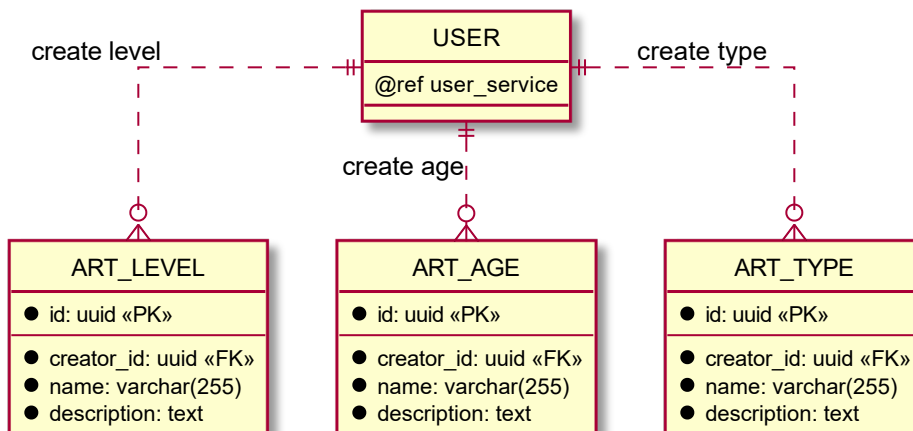 USER
@ref user_service
create level
create type
create age
ART_LEVEL
id: uuid «PK»
creator_id: uuid «FK»
name: varchar(255)
description: text
ART_AGE
id: uuid «PK»
creator_id: uuid «FK»
name: varchar(255)
description: text
ART_TYPE
id: uuid «PK»
creator_id: uuid «FK»
name: varchar(255)
description: text